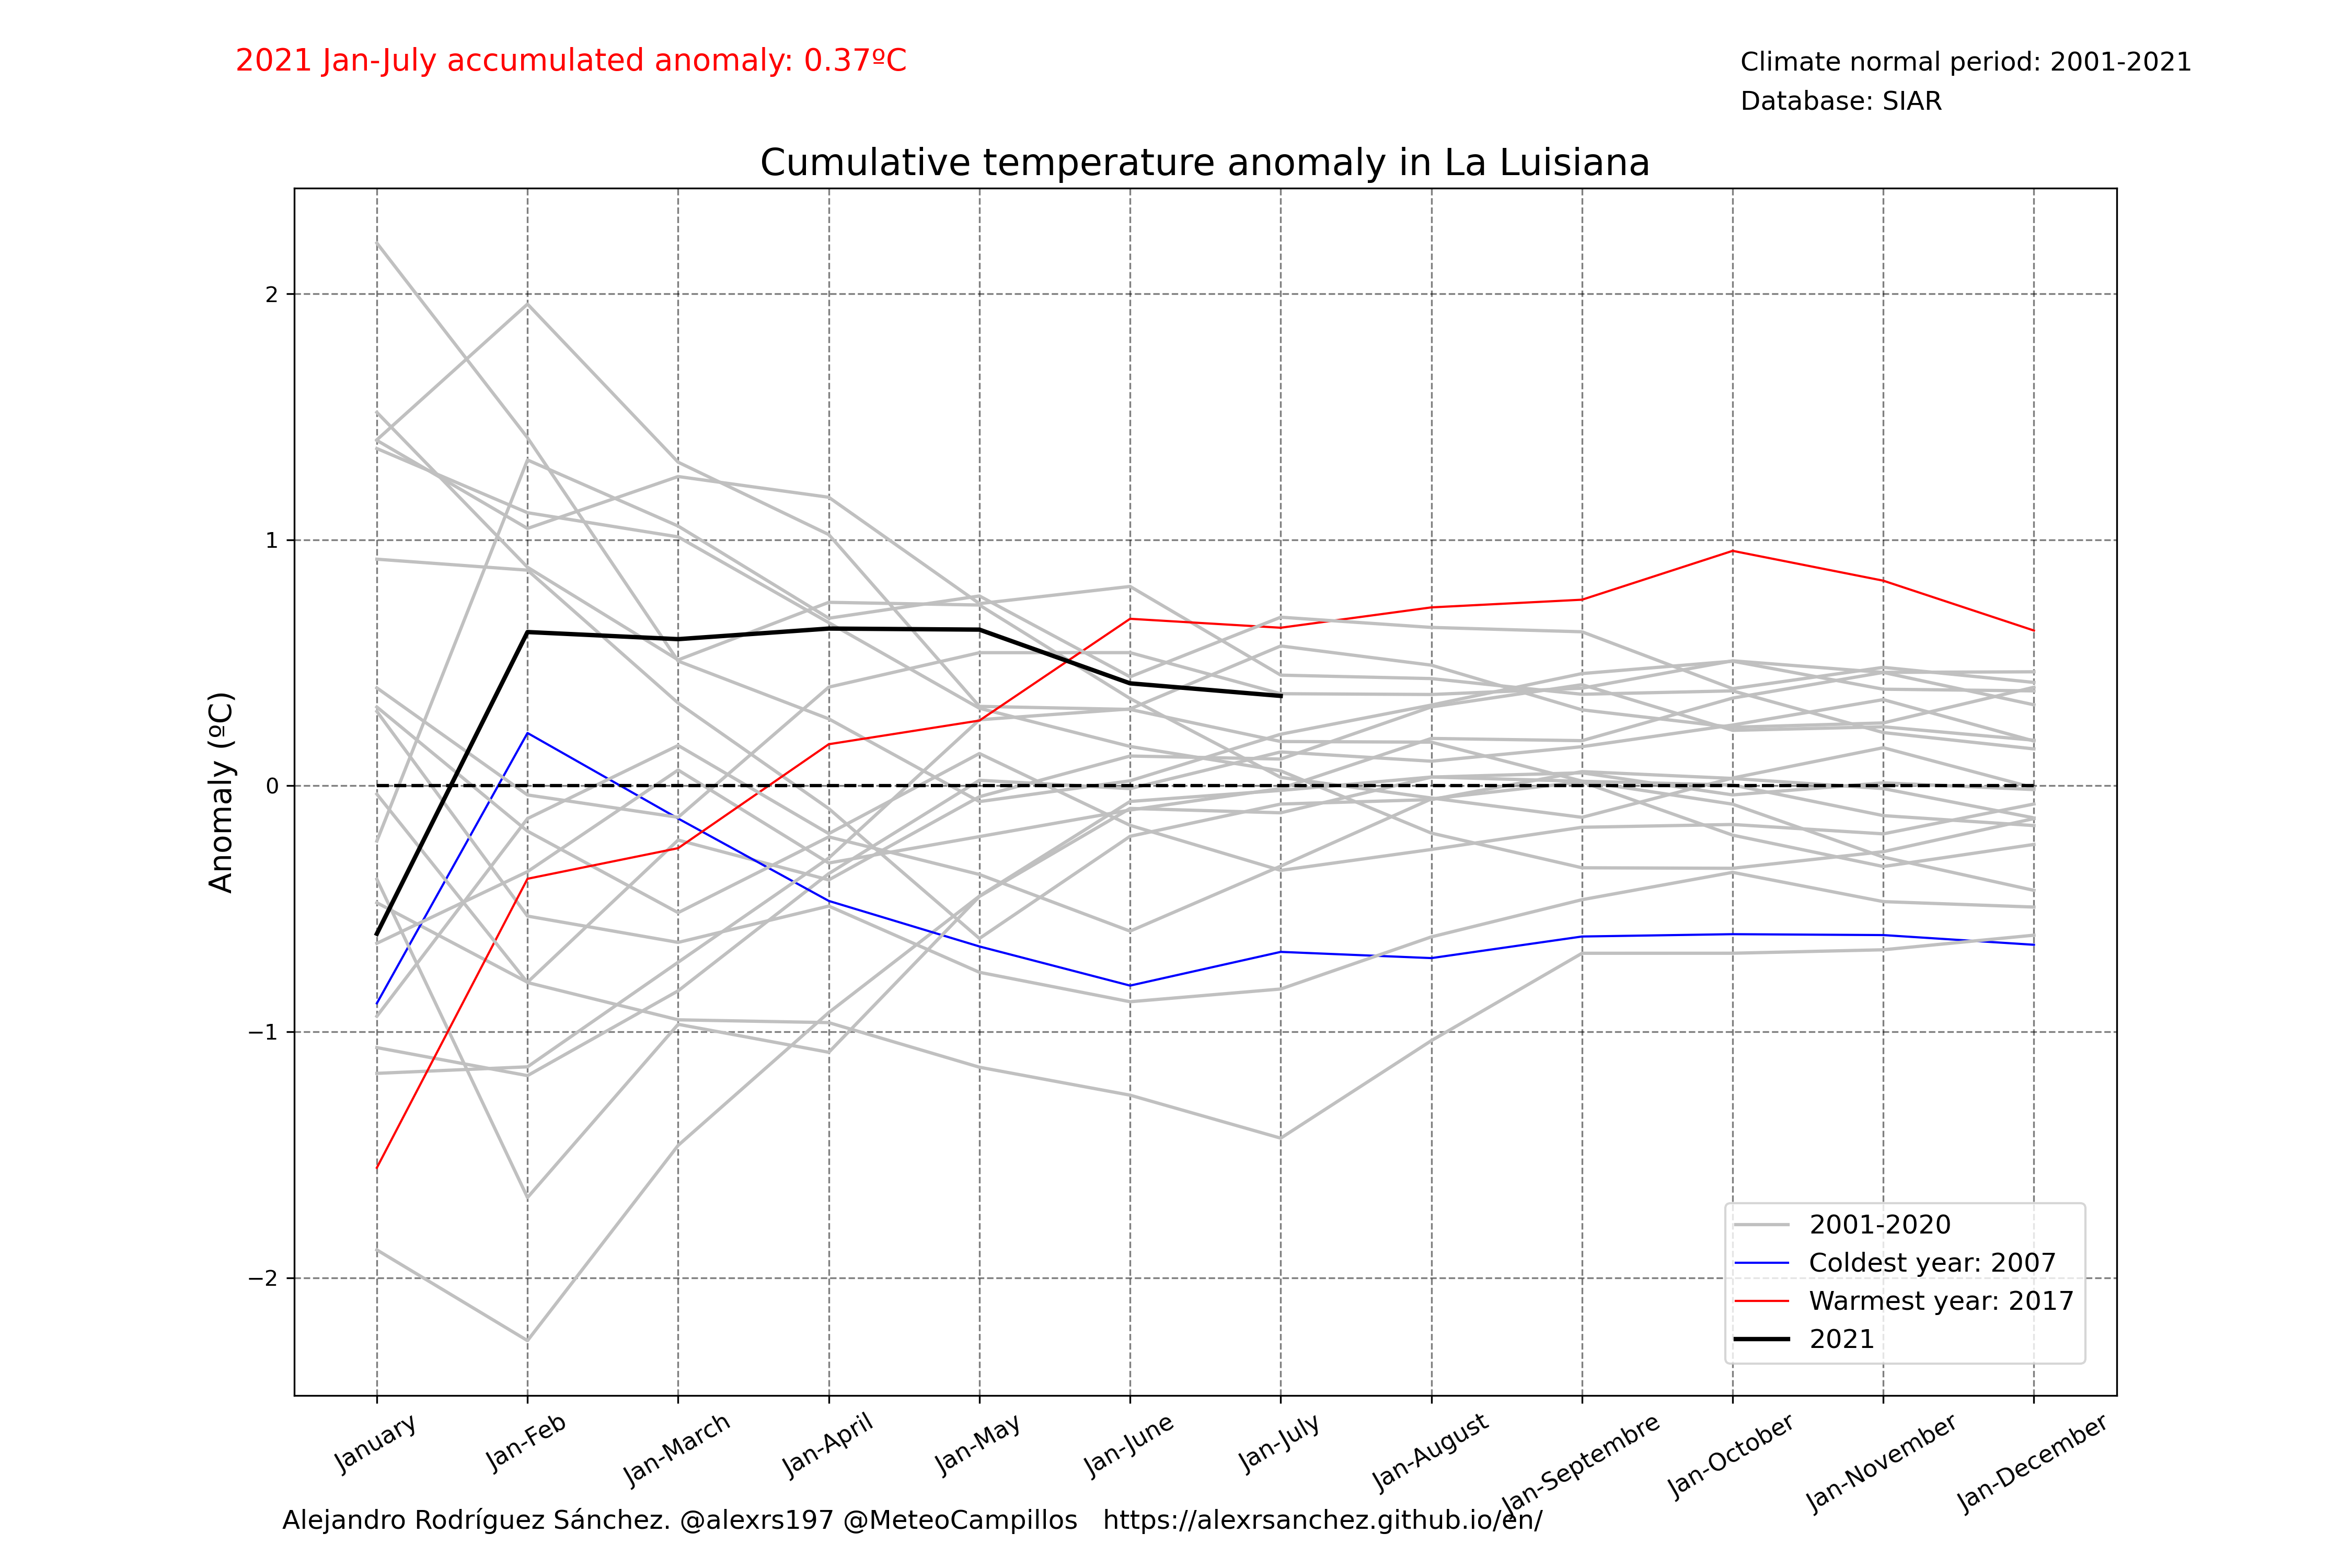 2021 Jan-July accumulated anomaly: 0.37ºC
Climate normal period: 2001-2021
Database: SIAR
Cumulative temperature anomaly in La Luisiana
Anomaly (ºC)
2
1
0
−1
−2
2001-2020
Coldest year: 2007
Warmest year: 2017
2021
January
Jan-Feb
Jan-March
Jan-April
Jan-May
Jan-June
Jan-July
Jan-August
Jan-Septembre
Jan-October
Jan-November
Jan-December
Alejandro Rodríguez Sánchez. @alexrs197 @MeteoCampillos https://alexrsanchez.github.io/en/